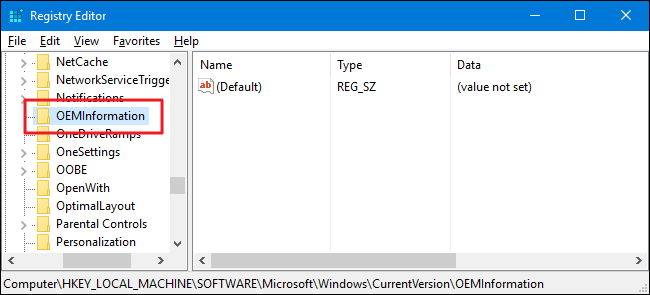 Registry Editor
File Edit View Favorites Help
NetCache
NetworkServiceTrigge
Notifications
OEMInformation
OneDriveRamps
OneSettings
OOBE
OpenWith
OptimalLayout
Parental Controls
Personalization
Name Type Data
ab (Default) REG_SZ (value not set)
Computer\HKEY_LOCAL_MACHINE\SOFTWARE\Microsoft\Windows\CurrentVersion\OEMInformation